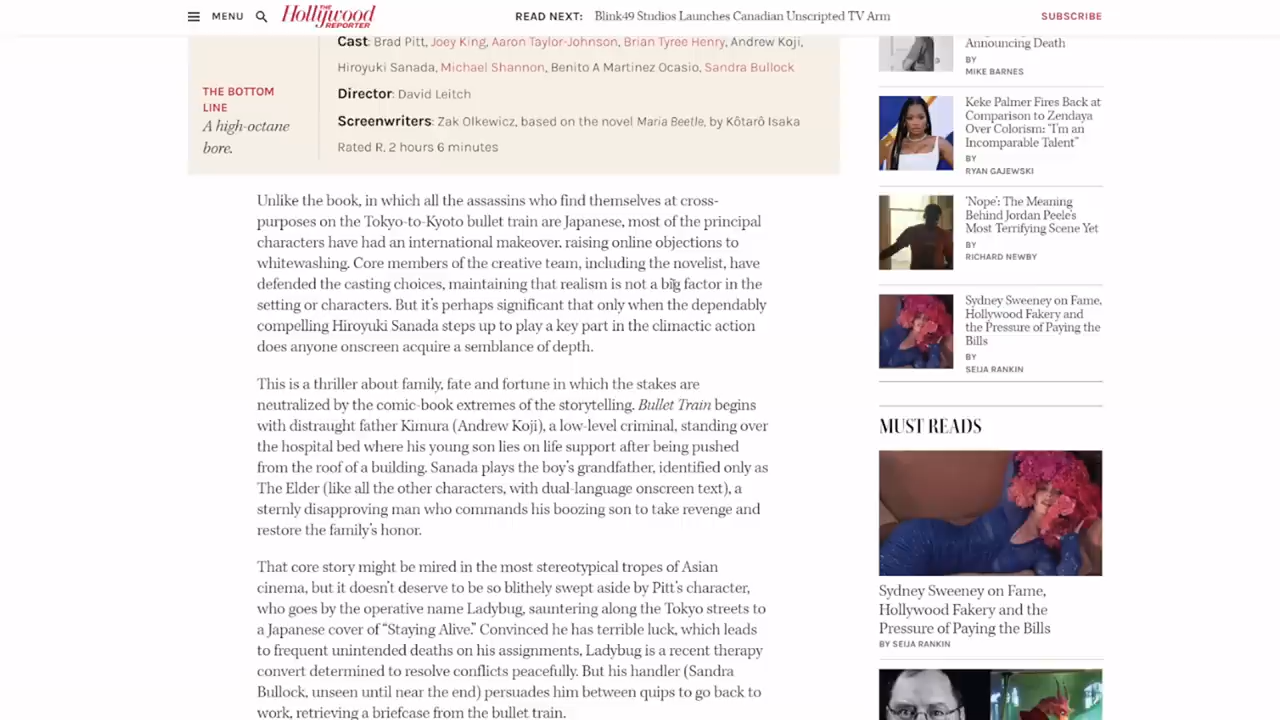 MENU
THE
Hollywood
REPORTER
READ NEXT: Blink49 Studios Launches Canadian Unscripted TV Arm
SUBSCRIBE
THE BOTTOM
LINE
A high-octane
bore.
Cast: Brad Pitt, Joey King, Aaron Taylor-Johnson, Brian Tyree Henry, Andrew Koji,
Hiroyuki Sanada, Michael Shannon, Benito A Martinez Ocasio, Sandra Bullock
Director: David Leitch
Screenwriters: Zak Olkewicz, based on the novel Maria Beetle, by Kōtarō Isaka
Rated R, 2 hours 6 minutes
Unlike the book, in which all the assassins who find themselves at cross-
purposes on the Tokyo-to-Kyoto bullet train are Japanese, most of the principal
characters have had an international makeover, raising online objections to
whitewashing. Core members of the creative team, including the novelist, have
defended the casting choices, maintaining that realism is not a big factor in the
setting or characters. But it's perhaps significant that only when the dependably
compelling Hiroyuki Sanada steps up to play a key part in the climactic action
does anyone onscreen acquire a semblance of depth.
This is a thriller about family, fate and fortune in which the stakes are
neutralized by the comic-book extremes of the storytelling. Bullet Train begins
with distraught father Kimura (Andrew Koji), a low-level criminal, standing over
the hospital bed where his young son lies on life support after being pushed
from the roof of a building. Sanada plays the boy's grandfather, identified only as
The Elder (like all the other characters, with dual-language onscreen text), a
sternly disapproving man who commands his boozing son to take revenge and
restore the family's honor.
That core story might be mired in the most stereotypical tropes of Asian
cinema, but it doesn't deserve to be so blithely swept aside by Pitt's character,
who goes by the operative name Ladybug, sauntering along the Tokyo streets to
a Japanese cover of “Staying Alive.” Convinced he has terrible luck, which leads
to frequent unintended deaths on his assignments, Ladybug is a recent therapy
convert determined to resolve conflicts peacefully. But his handler (Sandra
Bullock, unseen until near the end) persuades him between quips to go back to
work, retrieving a briefcase from the bullet train.
Announcing Death
BY
MIKE BARNES
Keke Palmer Fires Back at
Comparison to Zendaya
Over Colorism: “I'm an
Incomparable Talent”
BY
RYAN GAJEWSKI
'Nope': The Meaning
Behind Jordan Peele's
Most Terrifying Scene Yet
BY
RICHARD NEWBY
Sydney Sweeney on Fame,
Hollywood Fakery and
the Pressure of Paying the
Bills
BY
SEIJA RANKIN
MUST READS
Sydney Sweeney on Fame,
Hollywood Fakery and the
Pressure of Paying the Bills
BY SEIJA RANKIN